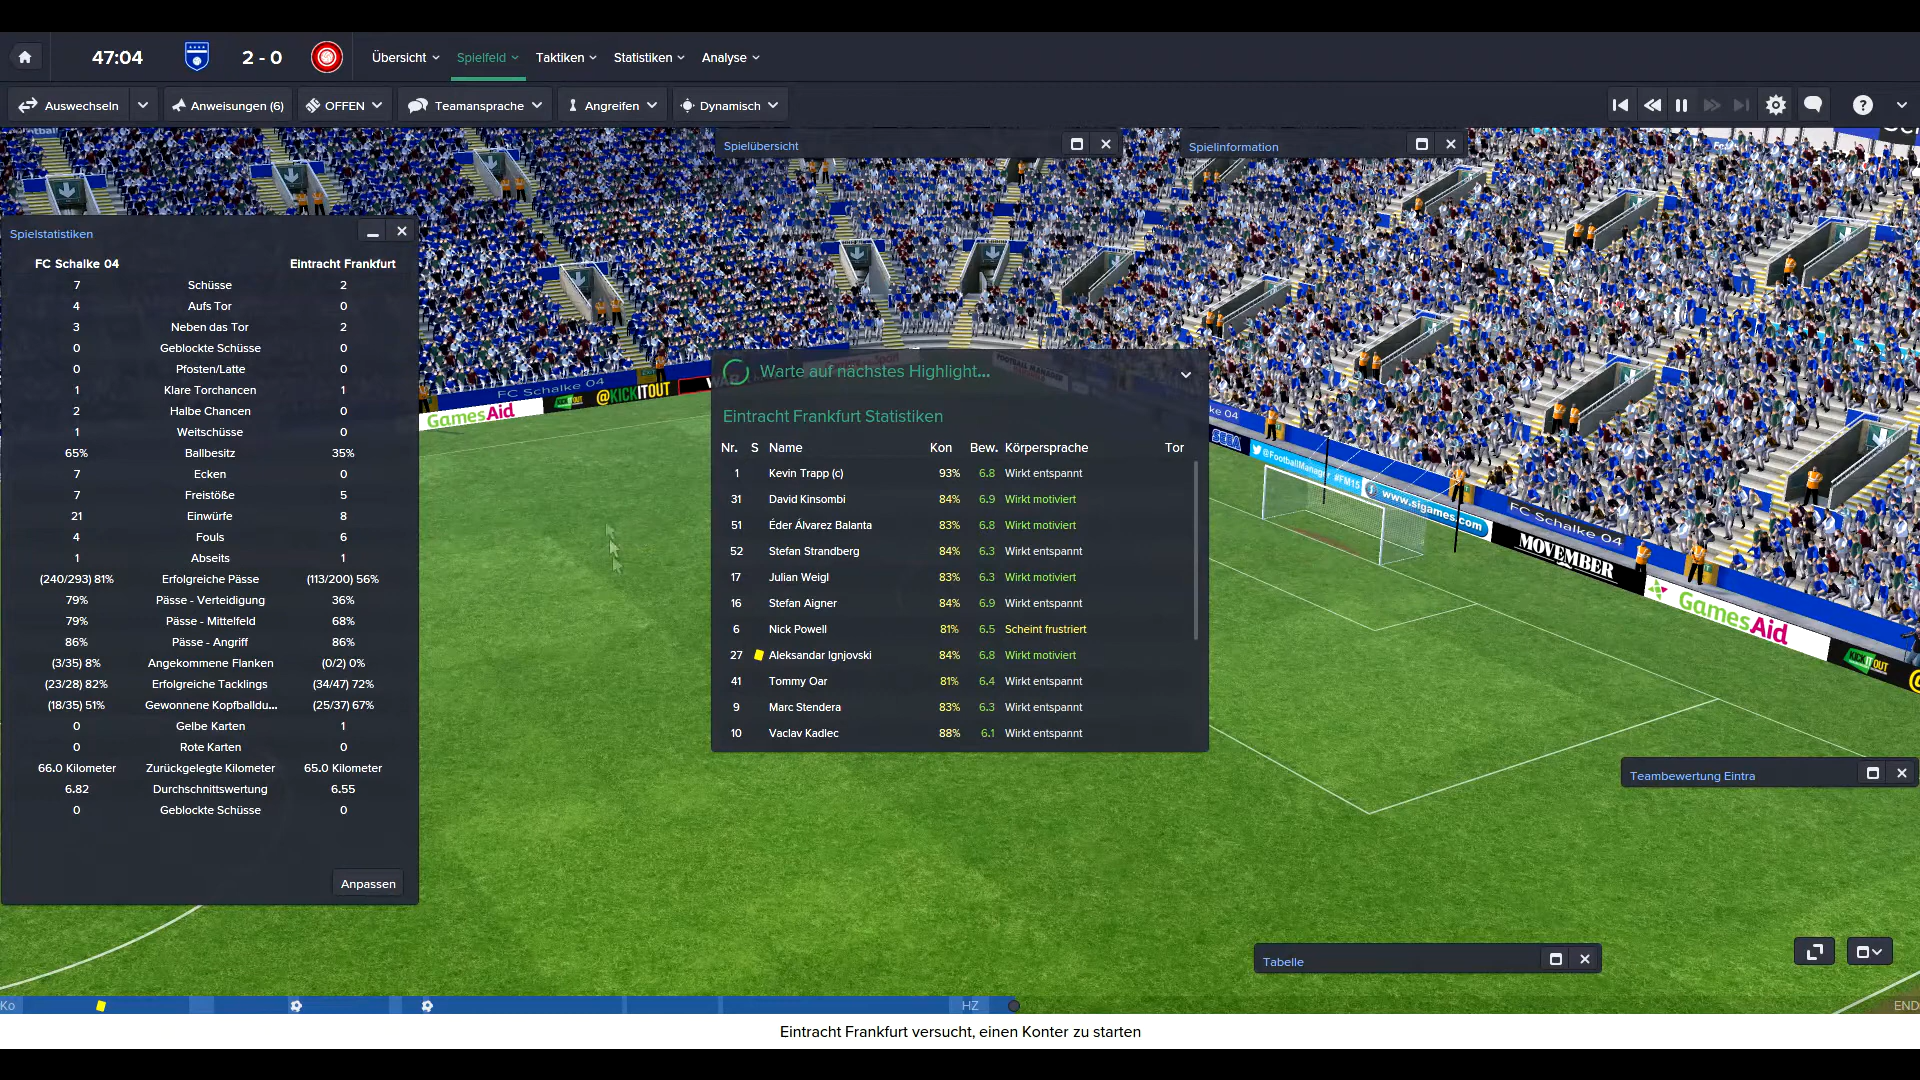 47:04 2 - 0 Übersicht Spielfeld Taktiken Statistiken Analyse
Auswechseln Anweisungen (6) OFFEN Teamansprache Angreifen Dynamisch ?
Spielübersicht
Spielinformation
Spielstatistiken
FC Schalke 04 Eintracht Frankfurt
7 Schüsse 2
4 Aufs Tor 0
3 Neben das Tor 2
0 Geblockte Schüsse 0
0 Pfosten/Latte 0
1 Klare Torchancen 1
2 Halbe Chancen 0
1 Weitschüsse 0
65% Ballbesitz 35%
7 Ecken 0
7 Freistöße 5
21 Einwürfe 8
4 Fouls 6
1 Abseits 1
(240/293) 81% Erfolgreiche Pässe (113/200) 56%
79% Pässe - Verteidigung 36%
79% Pässe - Mittelfeld 68%
86% Pässe - Angriff 86%
(3/35) 8% Angekommene Flanken (0/2) 0%
(23/28) 82% Erfolgreiche Tacklings (34/47) 72%
(18/35) 51% Gewonnene Kopfballdu... (25/37) 67%
0 Gelbe Karten 1
0 Rote Karten 0
66.0 Kilometer Zurückgelegte Kilometer 65.0 Kilometer
6.82 Durchschnittswertung 6.55
0 Geblockte Schüsse 0
Anpassen
FC Schalke 04
GamesAid
KICK IT OUT
@KICKITOUT
Warte auf nächstes Highlight...
Eintracht Frankfurt Statistiken
Nr. S Name Kon Bew. Körpersprache Tor
1 Kevin Trapp (c) 93% 6.8 Wirkt entspannt
31 David Kinsombi 84% 6.9 Wirkt motiviert
51 Éder Álvarez Balanta 83% 6.8 Wirkt motiviert
52 Stefan Strandberg 84% 6.3 Wirkt entspannt
17 Julian Weigl 83% 6.3 Wirkt motiviert
16 Stefan Aigner 84% 6.9 Wirkt entspannt
6 Nick Powell 81% 6.5 Scheint frustriert
27 Aleksandar Ignjovski 84% 6.8 Wirkt motiviert
41 Tommy Oar 81% 6.4 Wirkt entspannt
9 Marc Stendera 83% 6.3 Wirkt entspannt
10 Vaclav Kadlec 88% 6.1 Wirkt entspannt
ke 04
SEGA
@FootballManager #FM15
www.sigames.com
FC Schalke 04
MOVEMBER
GamesAid
KICK IT OUT
Teambewertung Eintra
Tabelle
Ko HZ END
Eintracht Frankfurt versucht, einen Konter zu starten